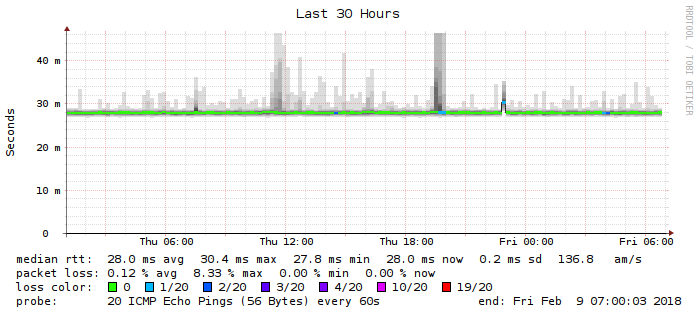 Last 30 Hours
RRDTOOL / TOBI OETIKER
Seconds
40 m
30 m
20 m
10 m
0
Thu 06:00 Thu 12:00 Thu 18:00 Fri 00:00 Fri 06:00
median rtt: 28.0 ms avg 30.4 ms max 27.8 ms min 28.0 ms now 0.2 ms sd 136.8 am/s
packet loss: 0.12 % avg 8.33 % max 0.00 % min 0.00 % now
loss color: 0 1/20 2/20 3/20 4/20 10/20 19/20
probe: 20 ICMP Echo Pings (56 Bytes) every 60s end: Fri Feb 9 07:00:03 2018